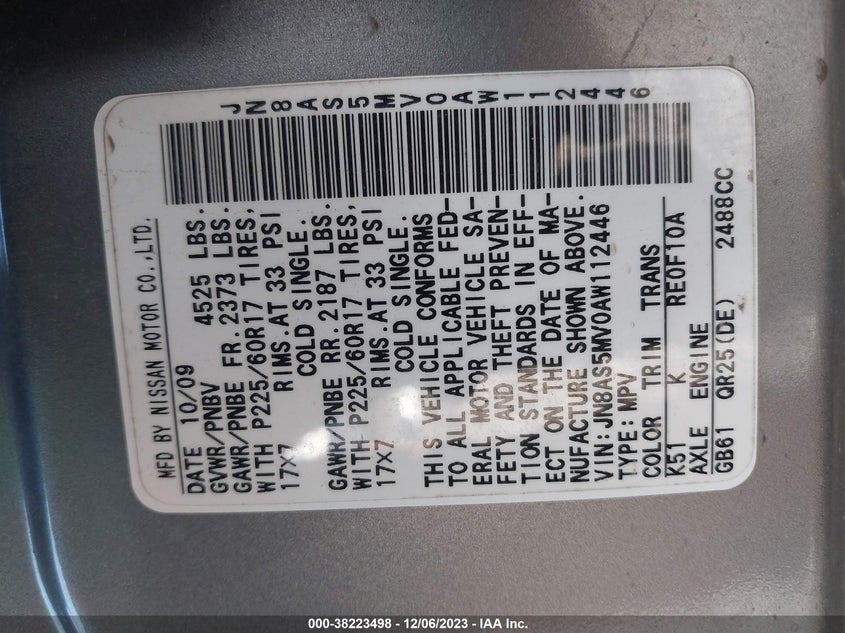 JN8AS5MV0AW112446
MFD BY NISSAN MOTOR CO.,LTD.
DATE 10/09
GVWR/PNBV 4525 LBS.
GAWR/PNBE FR.2373 LBS.
WITH P225/60R17 TIRES,
17X7 RIMS.AT 33 PSI
COLD SINGLE.
GAWR/PNBE RR.2187 LBS.
WITH P225/60R17 TIRES,
17X7 RIMS.AT 33 PSI
COLD SINGLE.
THIS VEHICLE CONFORMS
TO ALL APPLICABLE FED-
ERAL MOTOR VEHICLE SA-
FETY AND THEFT PREVEN-
TION STANDARDS IN EFF-
ECT ON THE DATE OF MA-
NUFACTURE SHOWN ABOVE.
VIN:JN8AS5MV0AW112446
TYPE:MPV
COLOR TRIM TRANS
K51 K RE0F10A
AXLE ENGINE
GB61 QR25(DE) 2488CC
000-38223498 - 12/06/2023 - IAA Inc.